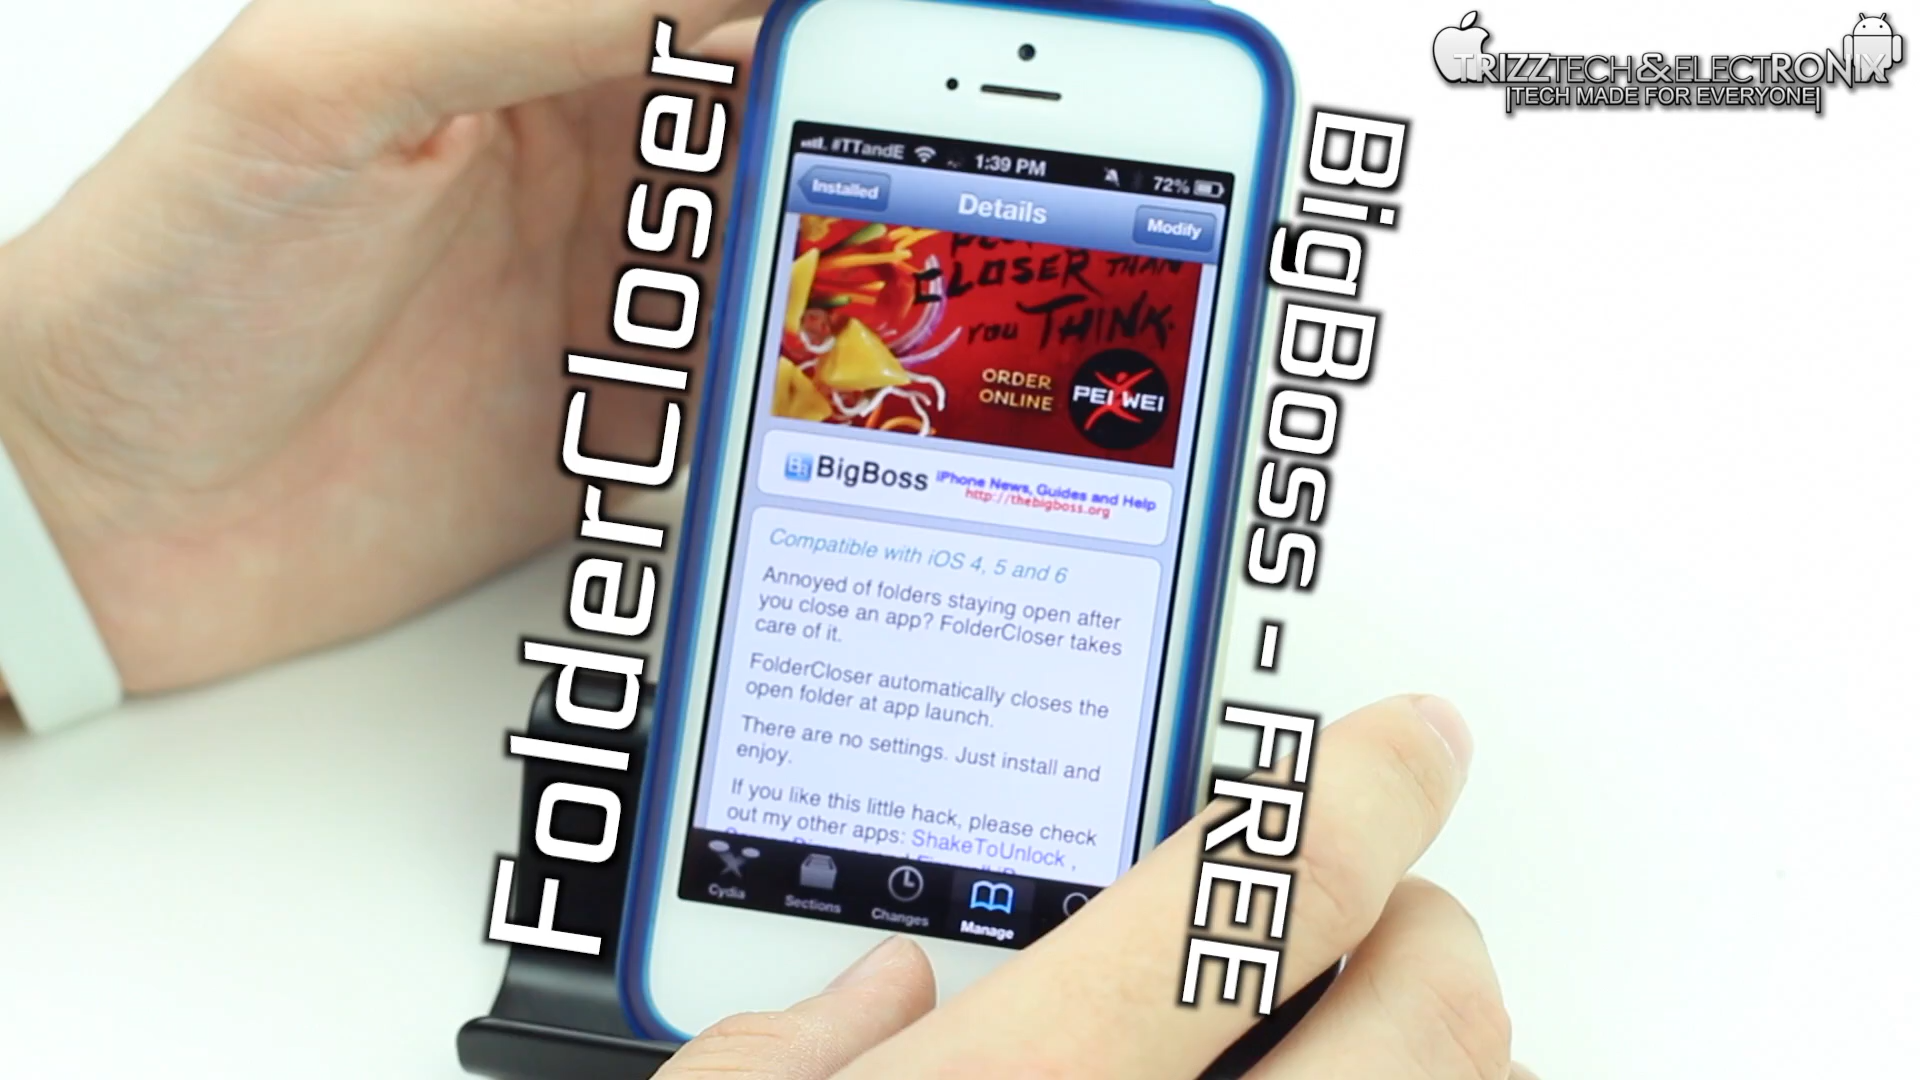 TRIZZTECH&ELECTRONIX
|TECH MADE FOR EVERYONE|
FolderCloser
BigBoss - FREE
#TTandE
1:39 PM
72%
Installed
Details
Modify
CLOSER THAN
YOU THINK.
ORDER
ONLINE
PEI WEI
BigBoss
iPhone News, Guides and Help
http://thebigboss.org
Compatible with iOS 4, 5 and 6
Annoyed of folders staying open after
you close an app? FolderCloser takes
care of it.
FolderCloser automatically closes the
open folder at app launch.
There are no settings. Just install and
enjoy.
If you like this little hack, please check
out my other apps: ShakeToUnlock ,
Cydia
Sections
Changes
Manage